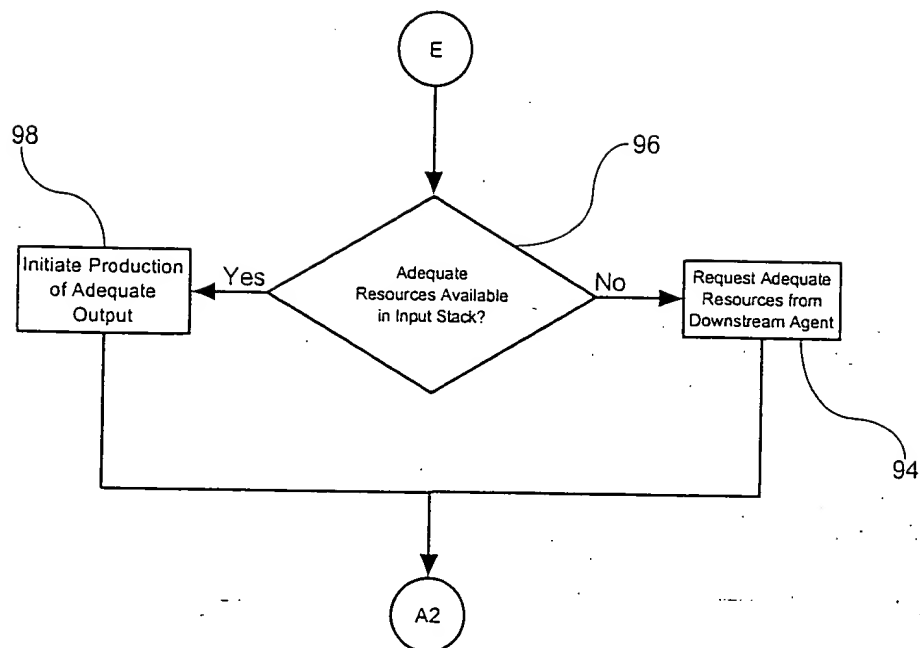 E
98
96
Initiate Production
of Adequate
Output
Yes
Adequate
Resources Available
in Input Stack?
No
Request Adequate
Resources from
Downstream Agent
94
A2